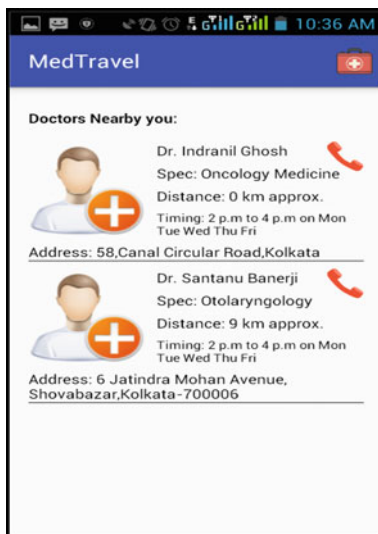 10:36 AM
MedTravel
Doctors Nearby you:
Dr. Indranil Ghosh
Spec: Oncology Medicine
Distance: 0 km approx.
Timing: 2 p.m to 4 p.m on Mon
Tue Wed Thu Fri
Address: 58,Canal Circular Road,Kolkata
Dr. Santanu Banerji
Spec: Otolaryngology
Distance: 9 km approx.
Timing: 2 p.m to 4 p.m on Mon
Tue Wed Thu Fri
Address: 6 Jatindra Mohan Avenue,
Shovabazar,Kolkata-700006